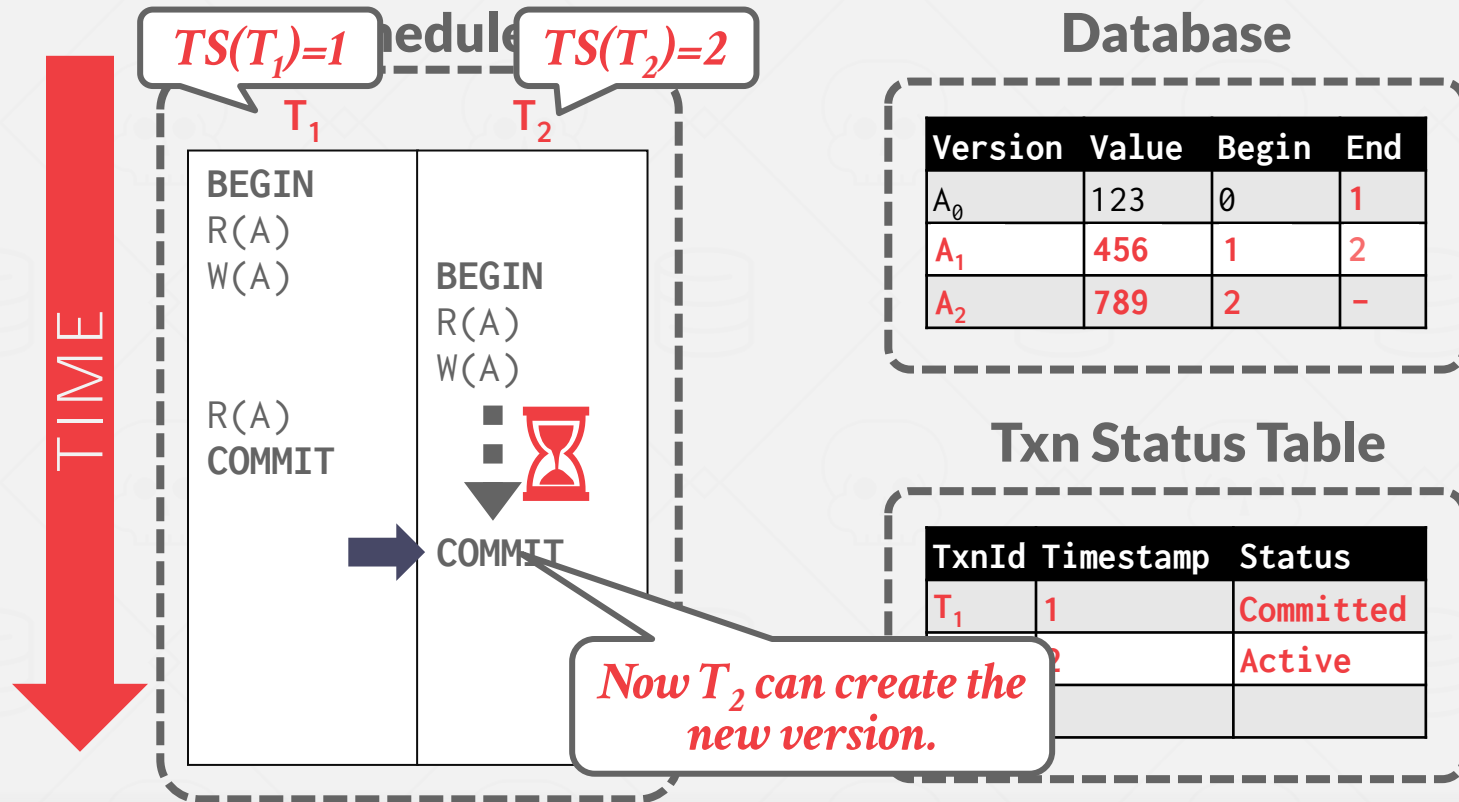 TS(T₁)=1
hedule
TS(T₂)=2
T₁
T₂
BEGIN
R(A)
W(A)
R(A)
COMMIT
BEGIN
R(A)
W(A)
COMMIT
TIME
Now T₂ can create the
new version.
Database
Version Value Begin End
A₀ 123 0 1
A₁ 456 1 2
A₂ 789 2 –
Txn Status Table
TxnId Timestamp Status
T₁ 1 Committed
2 Active